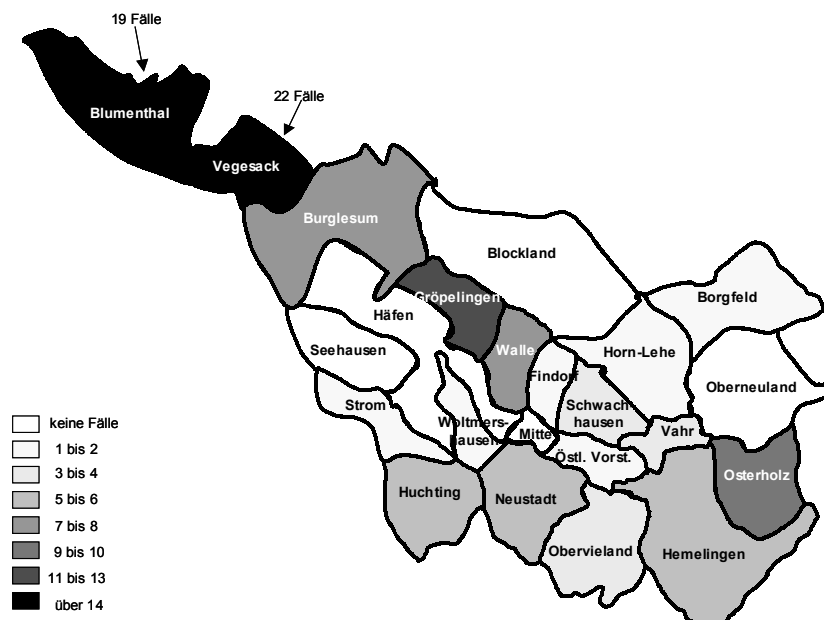 19 Fälle
22 Fälle
Blumenthal
Vegesack
Burglesum
Blockland
Borgfeld
Gröpelingen
Häfen
Seehausen
Walle
Horn-Lehe
Findorf
Oberneuland
Strom
Schwach
hausen
Woltmers-
hausen
Mitte
Vahr
Östl. Vorst.
Osterholz
Huchting
Neustadt
Obervieland
Hemelingen
keine Fälle
1 bis 2
3 bis 4
5 bis 6
7 bis 8
9 bis 10
11 bis 13
über 14